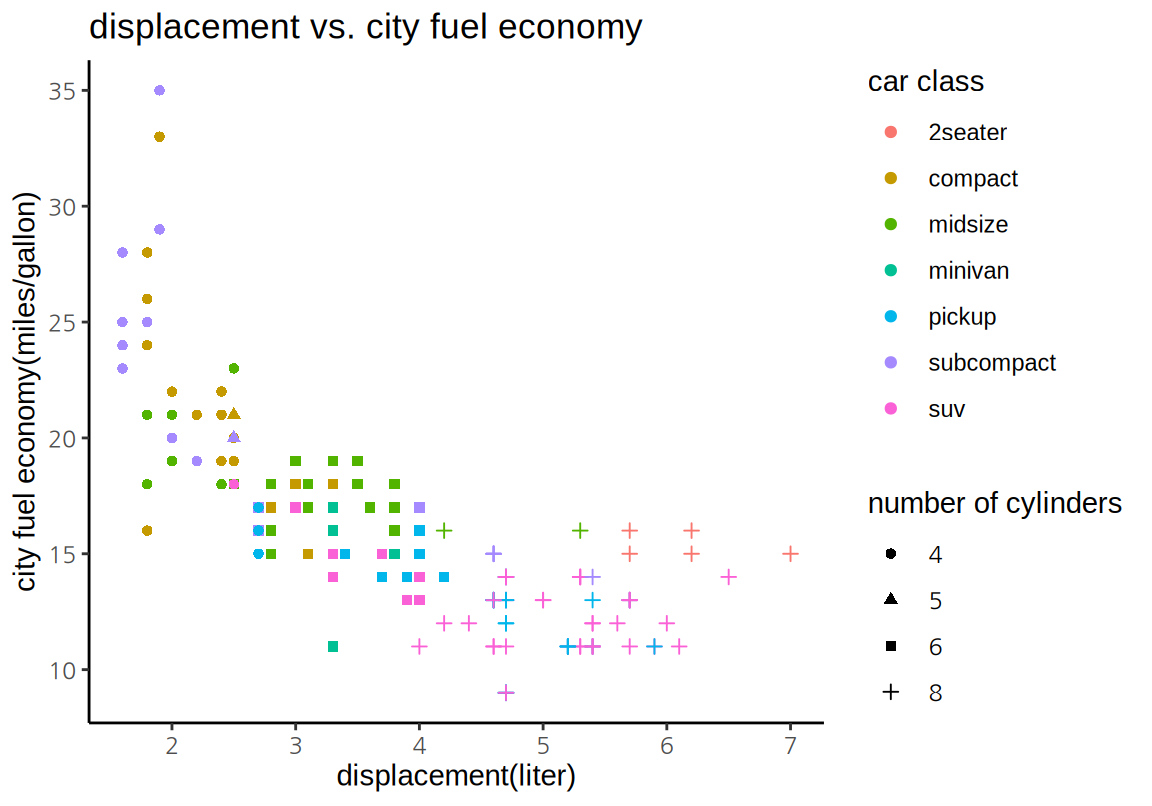 displacement vs. city fuel economy
city fuel economy(miles/gallon)
35
30
25
20
15
10
2 3 4 5 6 7
displacement(liter)
car class
2seater
compact
midsize
minivan
pickup
subcompact
suv
number of cylinders
4
5
6
8